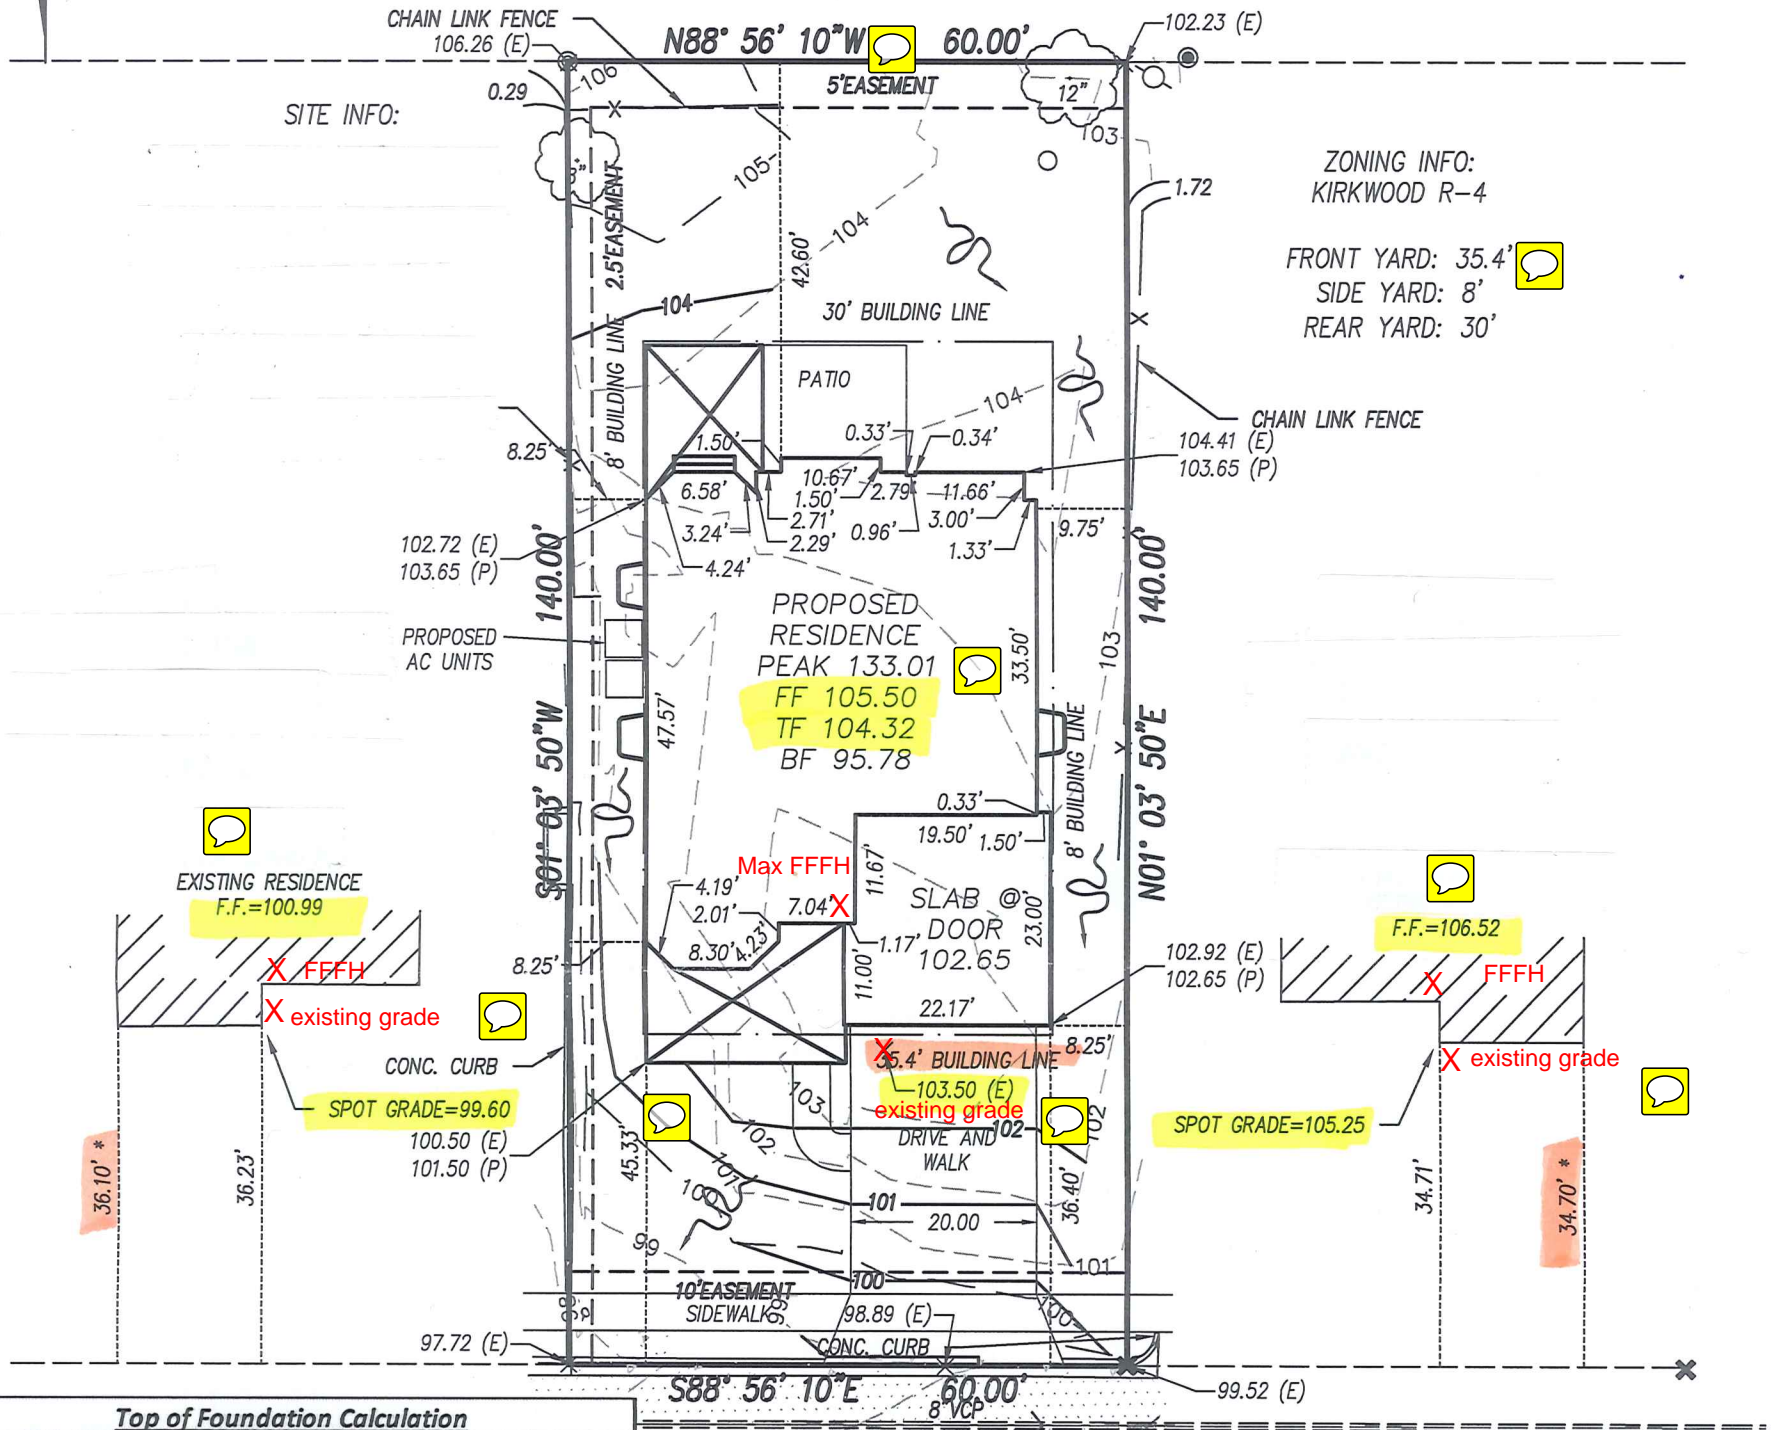 CHAIN LINK FENCE
106.26 (E)
N88° 56' 10"W 60.00'
102.23 (E)
106
5'EASEMENT
12"
0.29
SITE INFO:
103
105
8"
2.5'EASEMENT
ZONING INFO:
KIRKWOOD R-4
1.72
104
42.60'
FRONT YARD: 35.4'
SIDE YARD: 8'
REAR YARD: 30'
104
30' BUILDING LINE
8' BUILDING LINE
PATIO
104
CHAIN LINK FENCE
104.41 (E)
103.65 (P)
8.25'
1.50'
0.33'
0.34'
6.58'
10.67'
1.50'
2.79
11.66'
3.24'
2.71'
2.29'
0.96'
3.00'
1.33'
9.75'
4.24'
102.72 (E)
103.65 (P)
140.00'
140.00'
PROPOSED
AC UNITS
PROPOSED
RESIDENCE
PEAK 133.01
FF 105.50
TF 104.32
BF 95.78
33.50'
103
47.57'
S01° 03' 50"W
N01° 03' 50"E
8' BUILDING LINE
0.33'
19.50'
1.50'
Max FFFH
11.67'
EXISTING RESIDENCE
F.F.=100.99
4.19'
2.01'
7.04'
X
SLAB @
DOOR
102.65
23.00'
8.30'
4.23'
1.17'
11.00'
22.17'
F.F.=106.52
X FFFH
X existing grade
8.25'
102.92 (E)
102.65 (P)
X FFFH
X existing grade
CONC. CURB
SPOT GRADE=99.60
100.50 (E)
101.50 (P)
X
35.4' BUILDING LINE
8.25'
103.50 (E)
existing grade
103
102
102
102
DRIVE AND
WALK
SPOT GRADE=105.25
36.10' *
36.23'
45.33'
36.40'
34.71'
34.70' *
101
100
101
20.00
99
101
100
10'EASEMENT
SIDEWALK
99
98
100
98.89 (E)
97.72 (E)
CONC. CURB
S88° 56' 10"E 60.00'
99.52 (E)
8"VCP
Top of Foundation Calculation